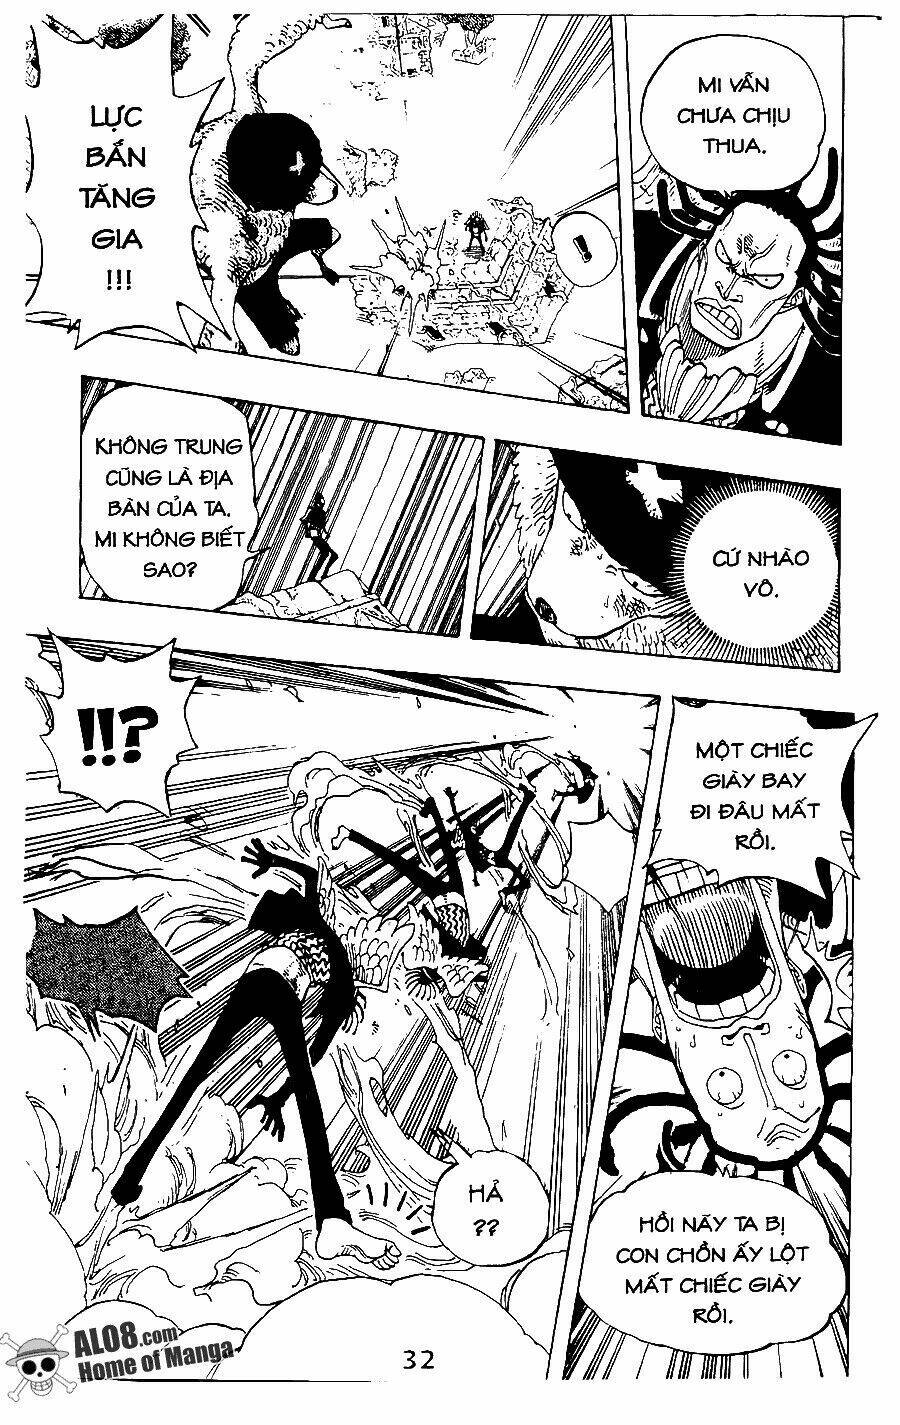 MI VẪN
CHƯA CHỊU
THUA.
!!
LỰC
BẮN
TĂNG
GIA
!!!
CỨ NHÀO
VÔ.
KHÔNG TRUNG
CŨNG LÀ ĐỊA
BÀN CỦA TA.
MI KHÔNG BIẾT
SAO?
MỘT CHIẾC
GIÀY BAY
ĐI ĐÂU MẤT
RỒI.
!!?
HẢ
??
HỒI NÃY TA BỊ
CON CHỒN ẤY LỘT
MẤT CHIẾC GIÀY
RỒI.
32
AL08.com
Home of Manga